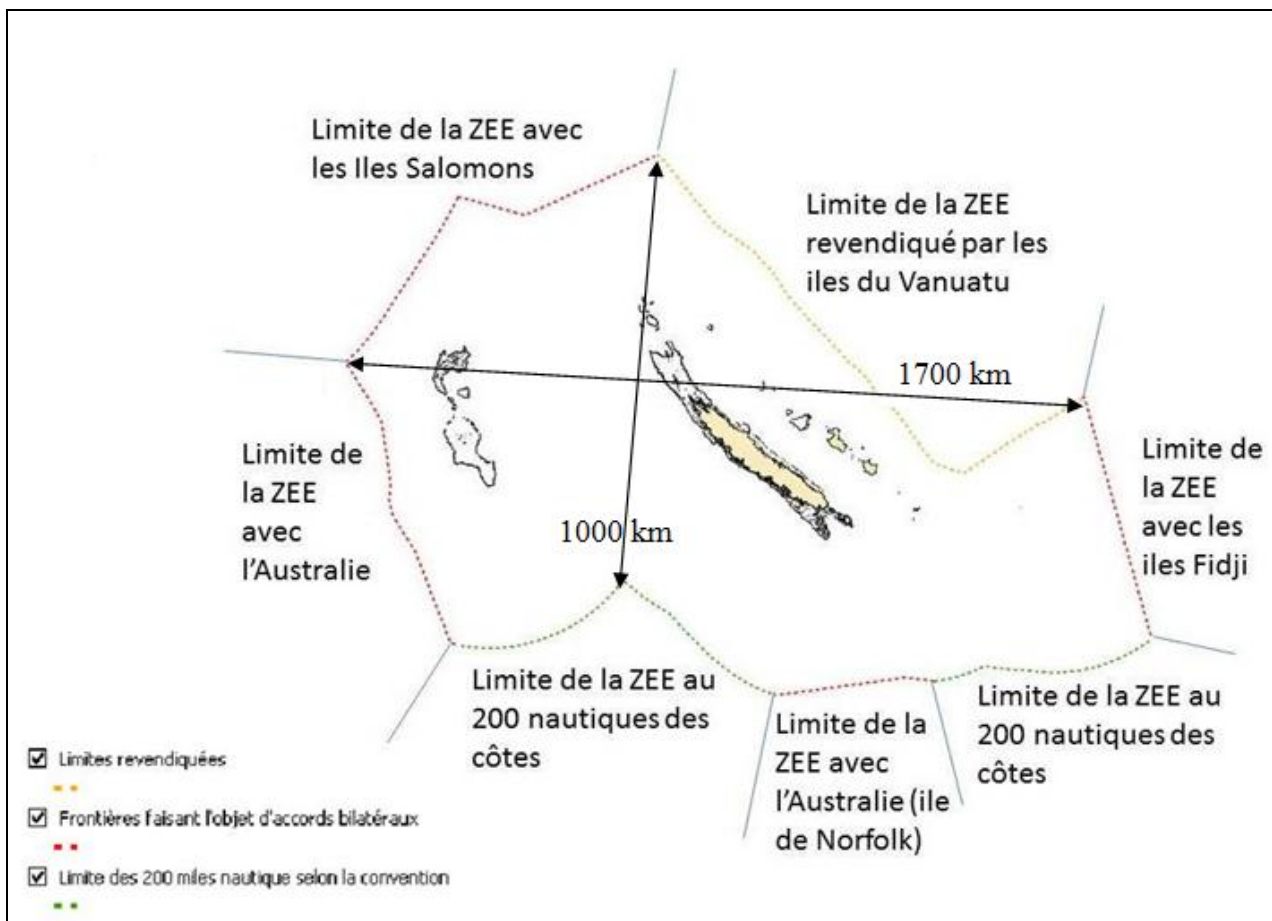 Limite de la ZEE avec
les Iles Salomons
Limite de la ZEE
revendiqué par les
iles du Vanuatu
1700 km
Limite de
la ZEE
avec
l'Australie
1000 km
Limite de
la ZEE
avec les
iles Fidji
Limite de la ZEE au
200 nautiques des
côtes
Limite de la
ZEE avec
l'Australie (ile
de Norfolk)
Limite de la ZEE au
200 nautiques des
côtes
Limites revendiquées
Frontières faisant l'objet d'accords bilatéraux
Limite des 200 miles nautique selon la convention